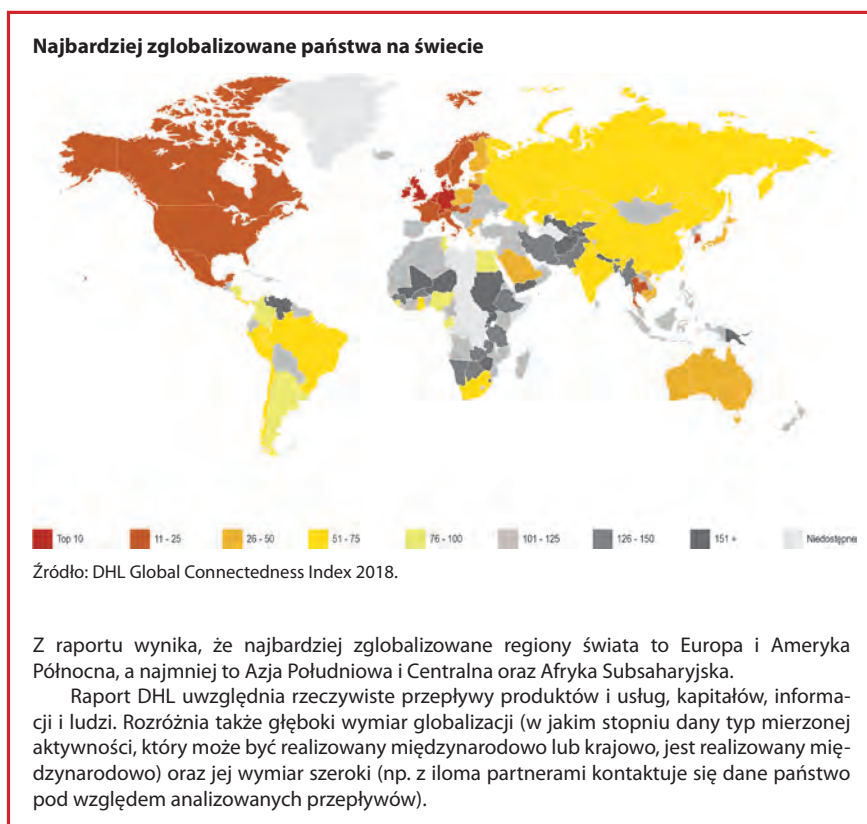 Najbardziej zglobalizowane państwa na świecie
Top 10 11 - 25 26 - 50 51 - 75 76 - 100 101 - 125 126 - 150 151 + Niedostępne
Źródło: DHL Global Connectedness Index 2018.
Z raportu wynika, że najbardziej zglobalizowane regiony świata to Europa i Ameryka
Północna, a najmniej to Azja Południowa i Centralna oraz Afryka Subsaharyjska.
Raport DHL uwzględnia rzeczywiste przepływy produktów i usług, kapitałów, informa-
cji i ludzi. Rozróżnia także głęboki wymiar globalizacji (w jakim stopniu dany typ mierzonej
aktywności, który może być realizowany międzynarodowo lub krajowo, jest realizowany mię-
dzynarodowo) oraz jej wymiar szeroki (np. z iloma partnerami kontaktuje się dane państwo
pod względem analizowanych przepływów).